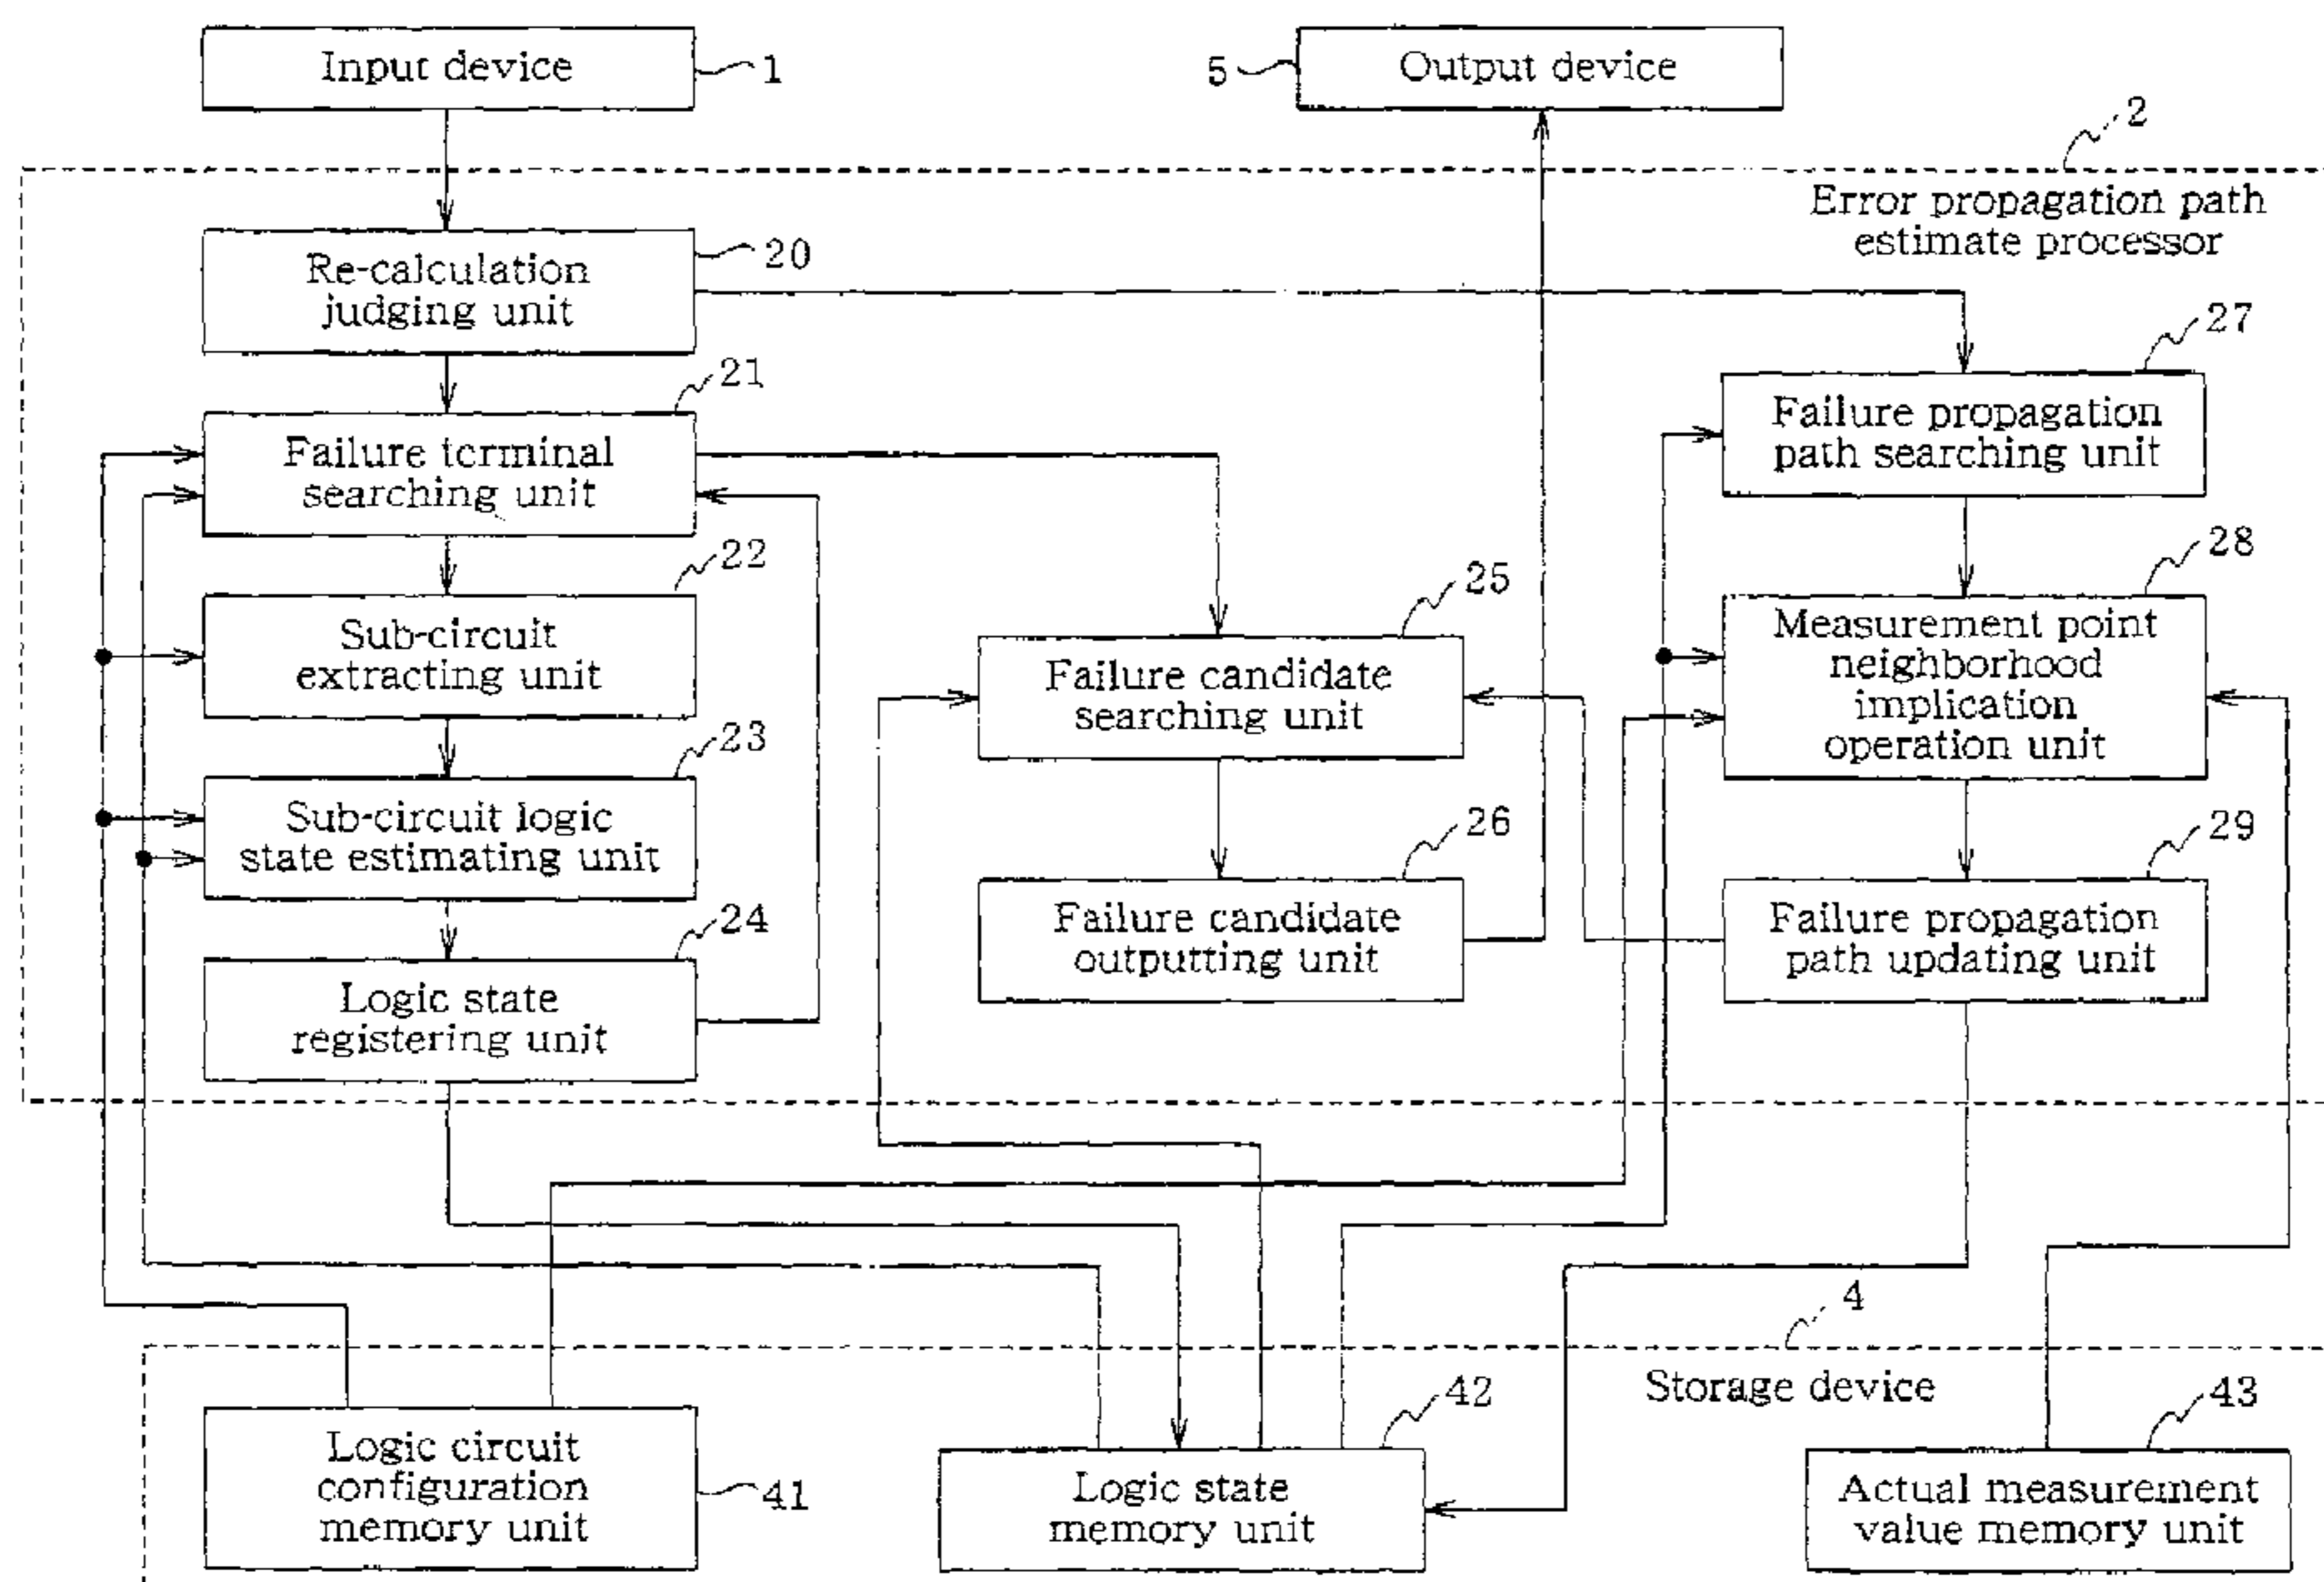 Input device
1
5
Output device
2
Error propagation path
estimate processor
Re-calculation
judging unit
20
27
Failure propagation
path searching unit
21
Failure terminal
searching unit
22
Sub-circuit
extracting unit
25
Failure candidate
searching unit
28
Measurement point
neighborhood
implication
operation unit
23
Sub-circuit logic
state estimating unit
26
Failure candidate
outputting unit
29
Failure propagation
path updating unit
24
Logic state
registering unit
4
Storage device
Logic circuit
configuration
memory unit
41
42
Logic state
memory unit
43
Actual measurement
value memory unit